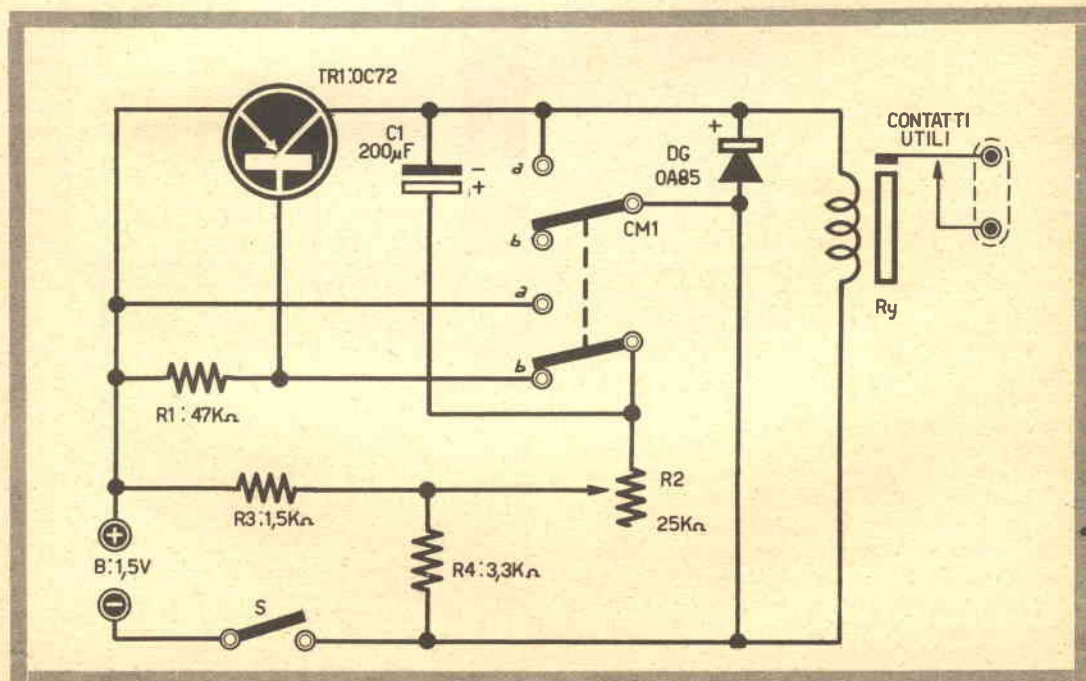 TR1:OC72
C1
200µF
-
+
a
b
CM1
a
b
+
DG
OA85
CONTATTI
UTILI
Ry
R1:47KΩ
R3:1,5KΩ
R2
25KΩ
R4:3,3KΩ
+
B:1,5V
-
S